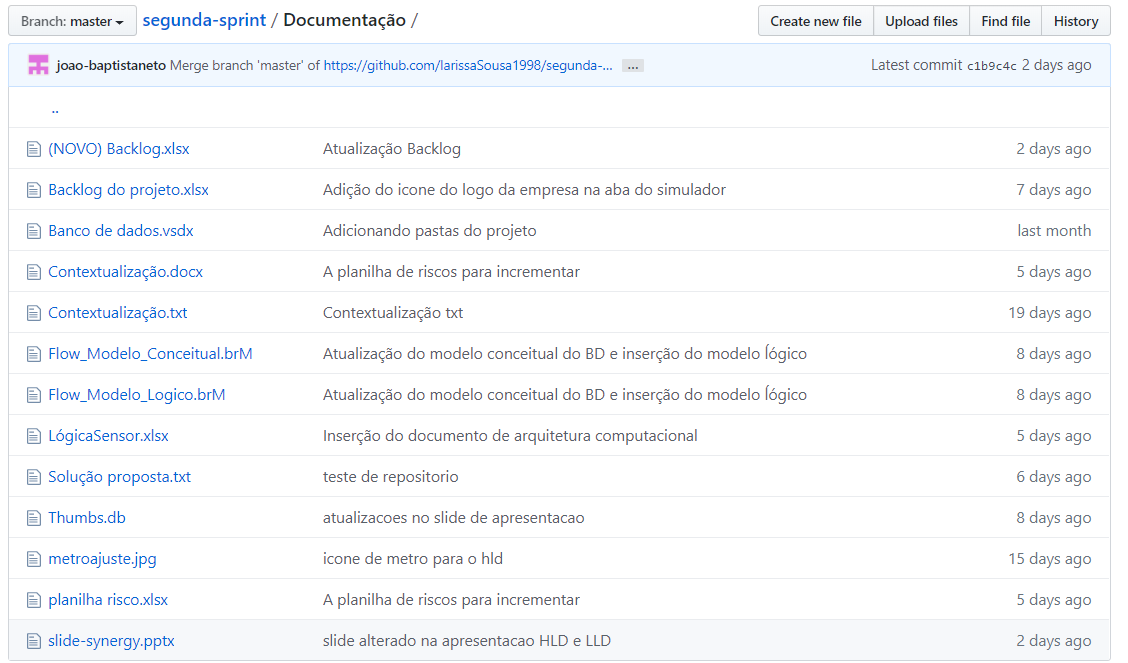 Branch: master segunda-sprint / Documentação / Create new file Upload files Find file History
joao-baptistaneto Merge branch 'master' of https://github.com/larissaSousa1998/segunda-... ... Latest commit c1b9c4c 2 days ago
..
(NOVO) Backlog.xlsx Atualização Backlog 2 days ago
Backlog do projeto.xlsx Adição do icone do logo da empresa na aba do simulador 7 days ago
Banco de dados.vsdx Adicionando pastas do projeto last month
Contextualização.docx A planilha de riscos para incrementar 5 days ago
Contextualização.txt Contextualização txt 19 days ago
Flow_Modelo_Conceitual.brM Atualização do modelo conceitual do BD e inserção do modelo ĺógico 8 days ago
Flow_Modelo_Logico.brM Atualização do modelo conceitual do BD e inserção do modelo ĺógico 8 days ago
LógicaSensor.xlsx Inserção do documento de arquitetura computacional 5 days ago
Solução proposta.txt teste de repositorio 6 days ago
Thumbs.db atualizacoes no slide de apresentacao 8 days ago
metroajuste.jpg icone de metro para o hld 15 days ago
planilha risco.xlsx A planilha de riscos para incrementar 5 days ago
slide-synergy.pptx slide alterado na apresentacao HLD e LLD 2 days ago